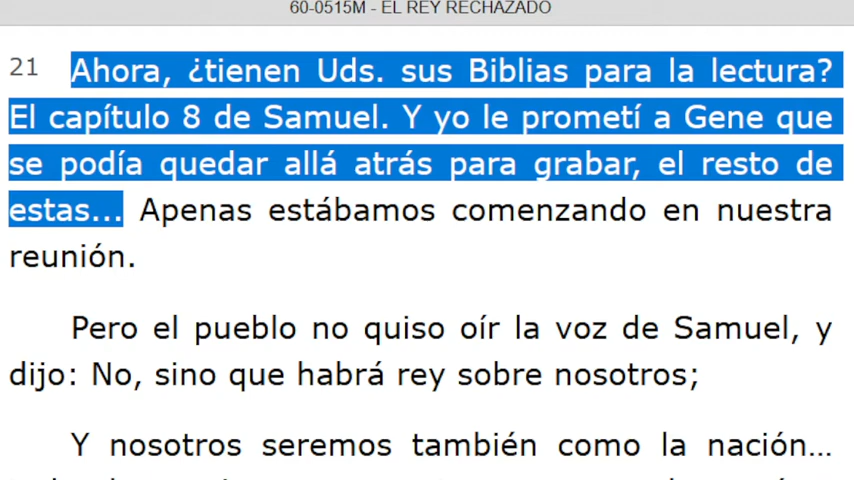 60-0515M - EL REY RECHAZADO
21 Ahora, ¿tienen Uds. sus Biblias para la lectura?
El capítulo 8 de Samuel. Y yo le prometí a Gene que
se podía quedar allá atrás para grabar, el resto de
estas... Apenas estábamos comenzando en nuestra
reunión.
Pero el pueblo no quiso oír la voz de Samuel, y
dijo: No, sino que habrá rey sobre nosotros;
Y nosotros seremos también como la nación...